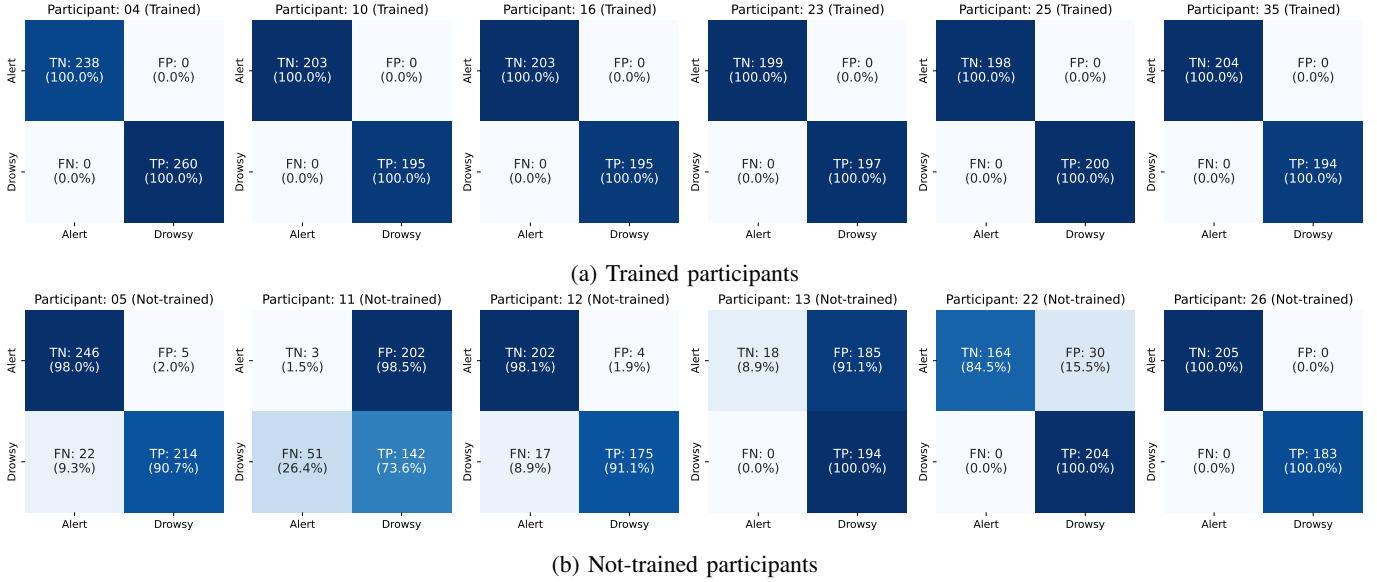 Participant: 04 (Trained) Participant: 10 (Trained) Participant: 16 (Trained) Participant: 23 (Trained) Participant: 25 (Trained) Participant: 35 (Trained)
Alert TN: 238 FP: 0 Alert TN: 203 FP: 0 Alert TN: 203 FP: 0 Alert TN: 199 FP: 0 Alert TN: 198 FP: 0 Alert TN: 204 FP: 0
(100.0%) (0.0%) (100.0%) (0.0%) (100.0%) (0.0%) (100.0%) (0.0%) (100.0%) (0.0%) (100.0%) (0.0%)
Drowsy FN: 0 TP: 260 Drowsy FN: 0 TP: 195 Drowsy FN: 0 TP: 195 Drowsy FN: 0 TP: 197 Drowsy FN: 0 TP: 200 Drowsy FN: 0 TP: 194
(0.0%) (100.0%) (0.0%) (100.0%) (0.0%) (100.0%) (0.0%) (100.0%) (0.0%) (100.0%) (0.0%) (100.0%)
Alert Drowsy Alert Drowsy Alert Drowsy Alert Drowsy Alert Drowsy Alert Drowsy
(a) Trained participants
Participant: 05 (Not-trained) Participant: 11 (Not-trained) Participant: 12 (Not-trained) Participant: 13 (Not-trained) Participant: 22 (Not-trained) Participant: 26 (Not-trained)
Alert TN: 246 FP: 5 Alert TN: 3 FP: 202 Alert TN: 202 FP: 4 Alert TN: 18 FP: 185 Alert TN: 164 FP: 30 Alert TN: 205 FP: 0
(98.0%) (2.0%) (1.5%) (98.5%) (98.1%) (1.9%) (8.9%) (91.1%) (84.5%) (15.5%) (100.0%) (0.0%)
Drowsy FN: 22 TP: 214 Drowsy FN: 51 TP: 142 Drowsy FN: 17 TP: 175 Drowsy FN: 0 TP: 194 Drowsy FN: 0 TP: 204 Drowsy FN: 0 TP: 183
(9.3%) (90.7%) (26.4%) (73.6%) (8.9%) (91.1%) (0.0%) (100.0%) (0.0%) (100.0%) (0.0%) (100.0%)
Alert Drowsy Alert Drowsy Alert Drowsy Alert Drowsy Alert Drowsy Alert Drowsy
(b) Not-trained participants